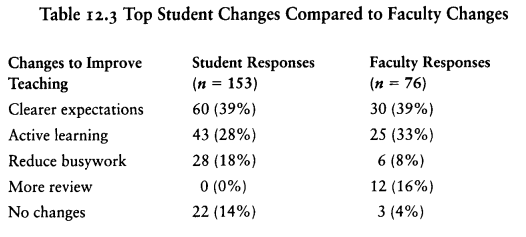 Table 12.3 Top Student Changes Compared to Faculty Changes
Changes to Improve Student Responses Faculty Responses
Teaching (n = 153) (n = 76)
Clearer expectations 60 (39%) 30 (39%)
Active learning 43 (28%) 25 (33%)
Reduce busywork 28 (18%) 6 (8%)
More review 0 (0%) 12 (16%)
No changes 22 (14%) 3 (4%)